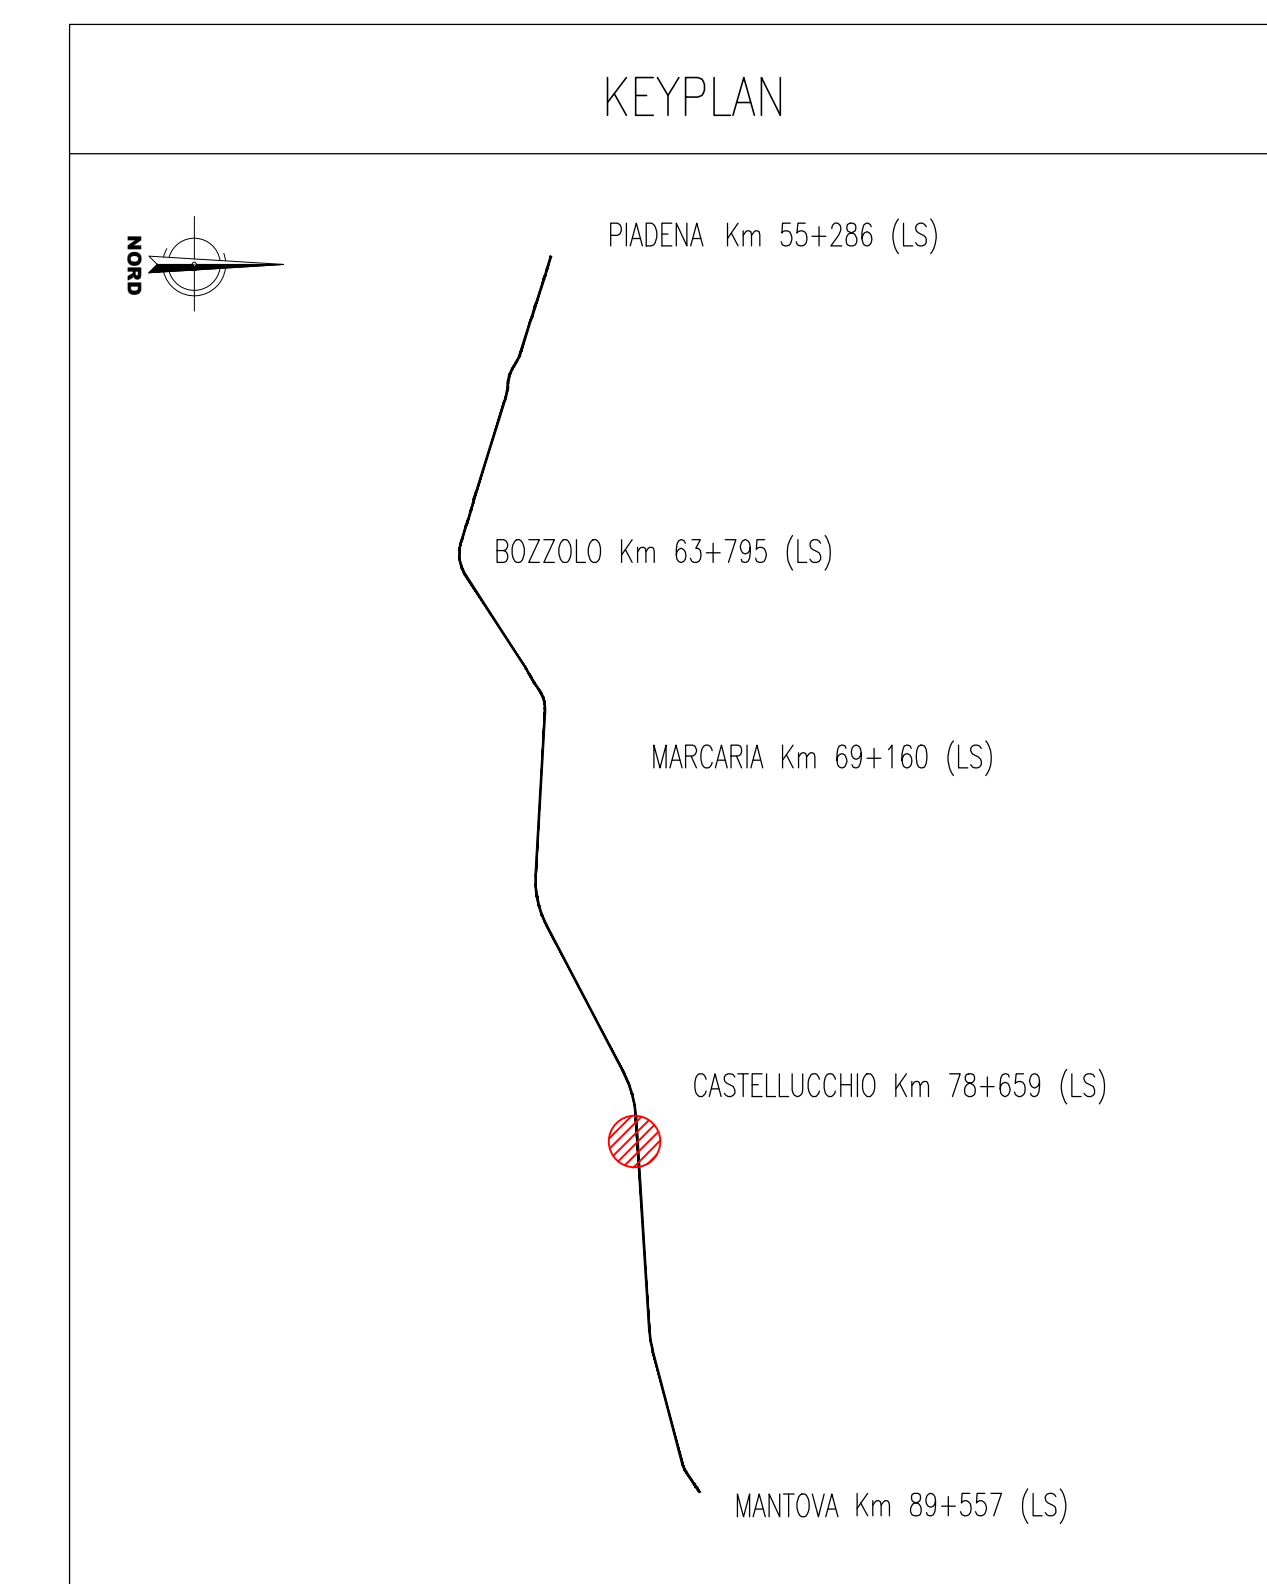 KEYPLAN
NORD
PIADENA Km 55+286 (LS)
BOZZOLO Km 63+795 (LS)
MARCARIA Km 69+160 (LS)
CASTELLUCCHIO Km 78+659 (LS)
MANTOVA Km 89+557 (LS)